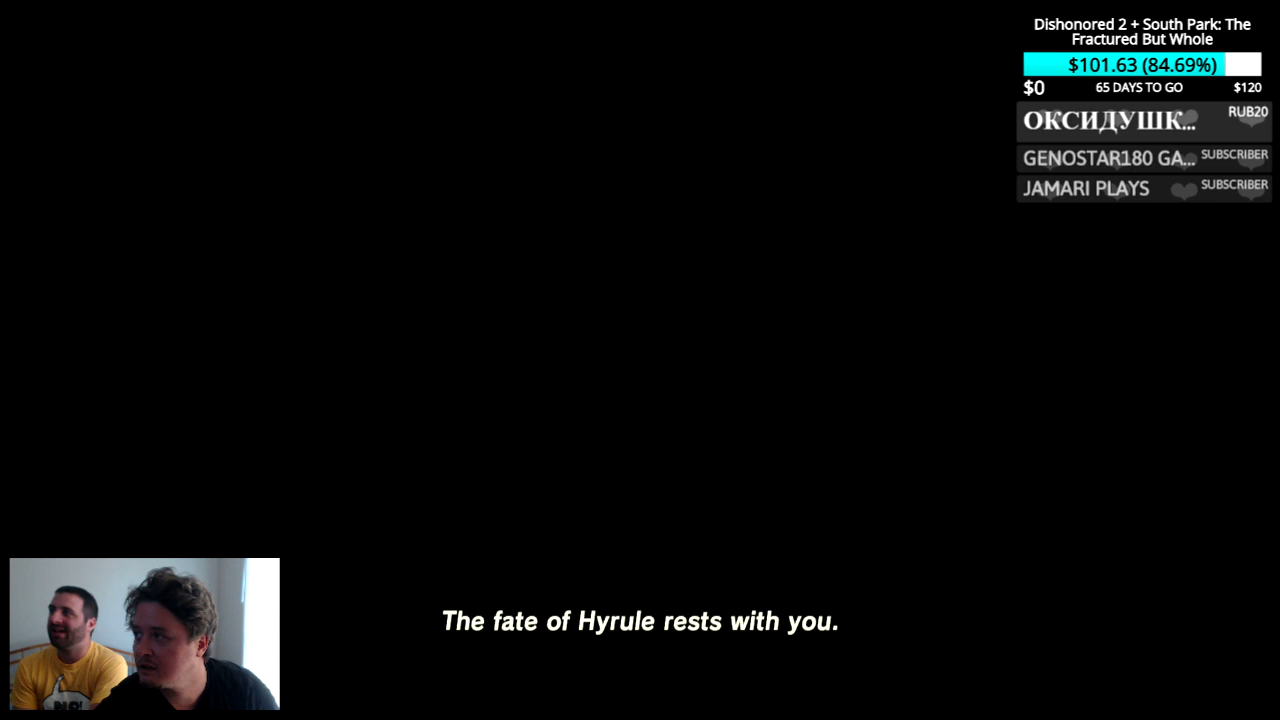 Dishonored 2 + South Park: The
Fractured But Whole
$101.63 (84.69%)
$0 65 DAYS TO GO $120
ОКСИДУШК... RUB20
GENOSTAR180 GA... SUBSCRIBER
JAMARI PLAYS SUBSCRIBER
The fate of Hyrule rests with you.